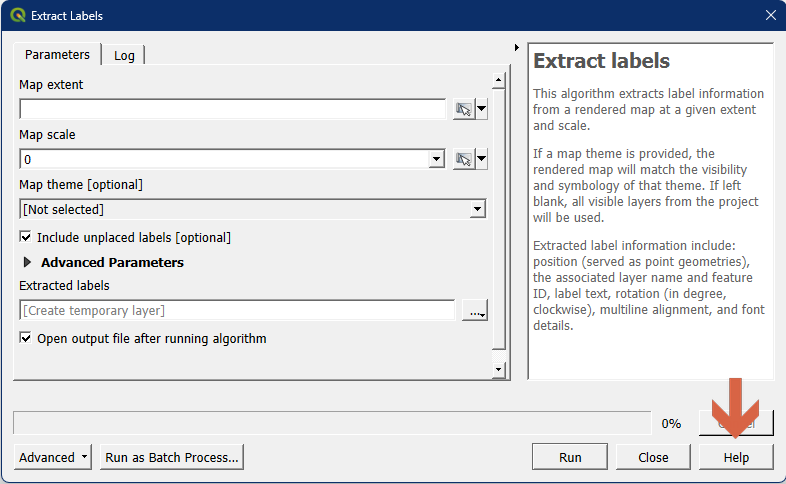 Extract Labels
Parameters
Log
Map extent
Map scale
0
Map theme [optional]
[Not selected]
Include unplaced labels [optional]
Advanced Parameters
Extracted labels
[Create temporary layer]
...
Open output file after running algorithm
Extract labels
This algorithm extracts label information
from a rendered map at a given extent
and scale.
If a map theme is provided, the
rendered map will match the visibility
and symbology of that theme. If left
blank, all visible layers from the project
will be used.
Extracted label information include:
position (served as point geometries),
the associated layer name and feature
ID, label text, rotation (in degree,
clockwise), multiline alignment, and font
details.
0%
Advanced
Run as Batch Process...
Run
Close
Help